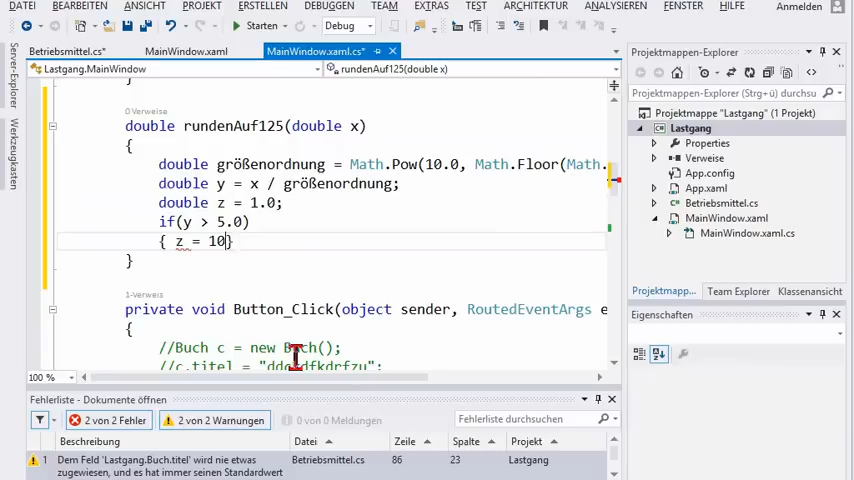 DATEI BEARBEITEN ANSICHT PROJEKT ERSTELLEN DEBUGGEN TEAM EXTRAS TEST ARCHITEKTUR ANALYSIEREN FENSTER HILFE Anmelden
Starten Debug
Betriebsmittel.cs* MainWindow.xaml MainWindow.xaml.cs*
Lastgang.MainWindow rundenAuf125(double x)
0 Verweise
double rundenAuf125(double x)
{
double größenordnung = Math.Pow(10.0, Math.Floor(Math.
double y = x / größenordnung;
double z = 1.0;
if(y > 5.0)
{ z = 10}
}
1-Verweis
private void Button_Click(object sender, RoutedEventArgs e
{
//Buch c = new Buch();
100 %
Server-Explorer
Werkzeugkasten
Projektmappen-Explorer
Projektmappen-Explorer (Strg+ü) durchsu
Projektmappe "Lastgang" (1 Projekt)
Lastgang
Properties
Verweise
App.config
App.xaml
Betriebsmittel.cs
MainWindow.xaml
MainWindow.xaml.cs
Projektmapp... Team Explorer Klassenansicht
Eigenschaften
Fehlerliste - Dokumente öffnen
2 von 2 Fehler 2 von 2 Warnungen 0 von 0 Meldungen Fehlerliste durchsuchen
Beschreibung Datei Zeile Spalte Projekt
1 Dem Feld 'Lastgang.Buch.titel' wird nie etwas Betriebsmittel.cs 86 23 Lastgang
zugewiesen, und es hat immer seinen Standardwert